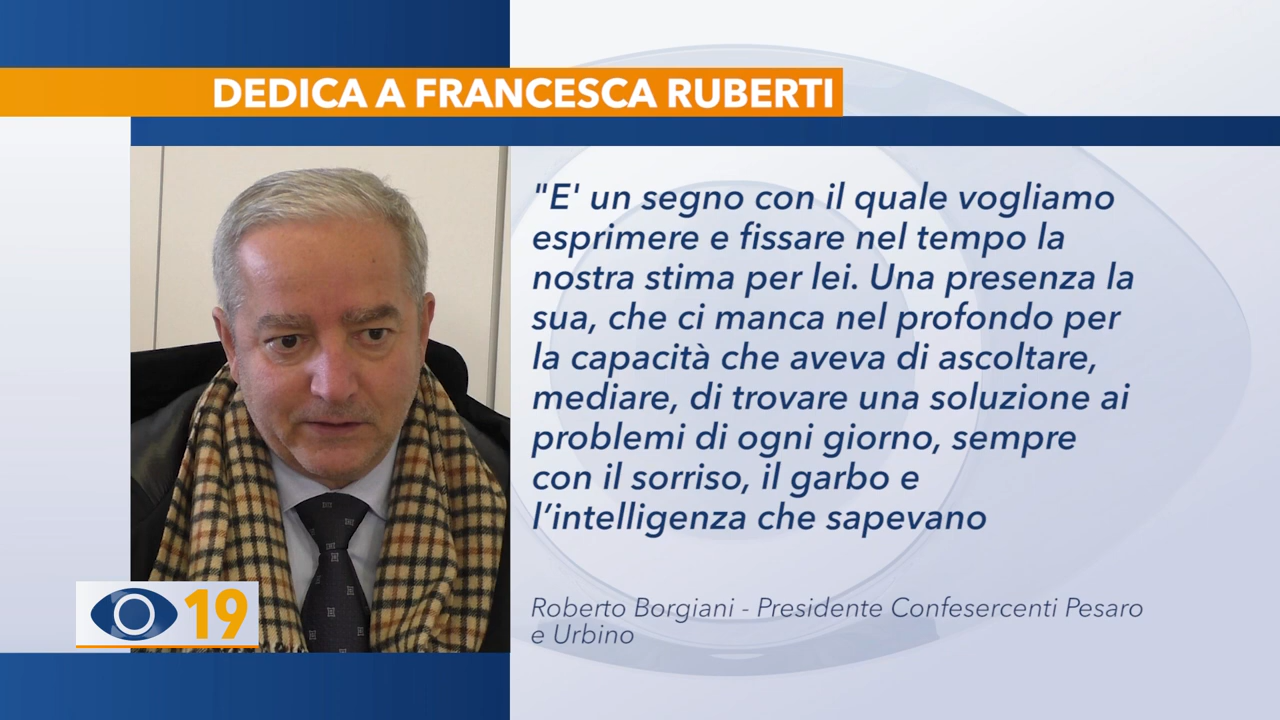 DEDICA A FRANCESCA RUBERTI
"E' un segno con il quale vogliamo
esprimere e fissare nel tempo la
nostra stima per lei. Una presenza la
sua, che ci manca nel profondo per
la capacità che aveva di ascoltare,
mediare, di trovare una soluzione ai
problemi di ogni giorno, sempre
con il sorriso, il garbo e
l’intelligenza che sapevano
Roberto Borgiani - Presidente Confesercenti Pesaro
e Urbino
19